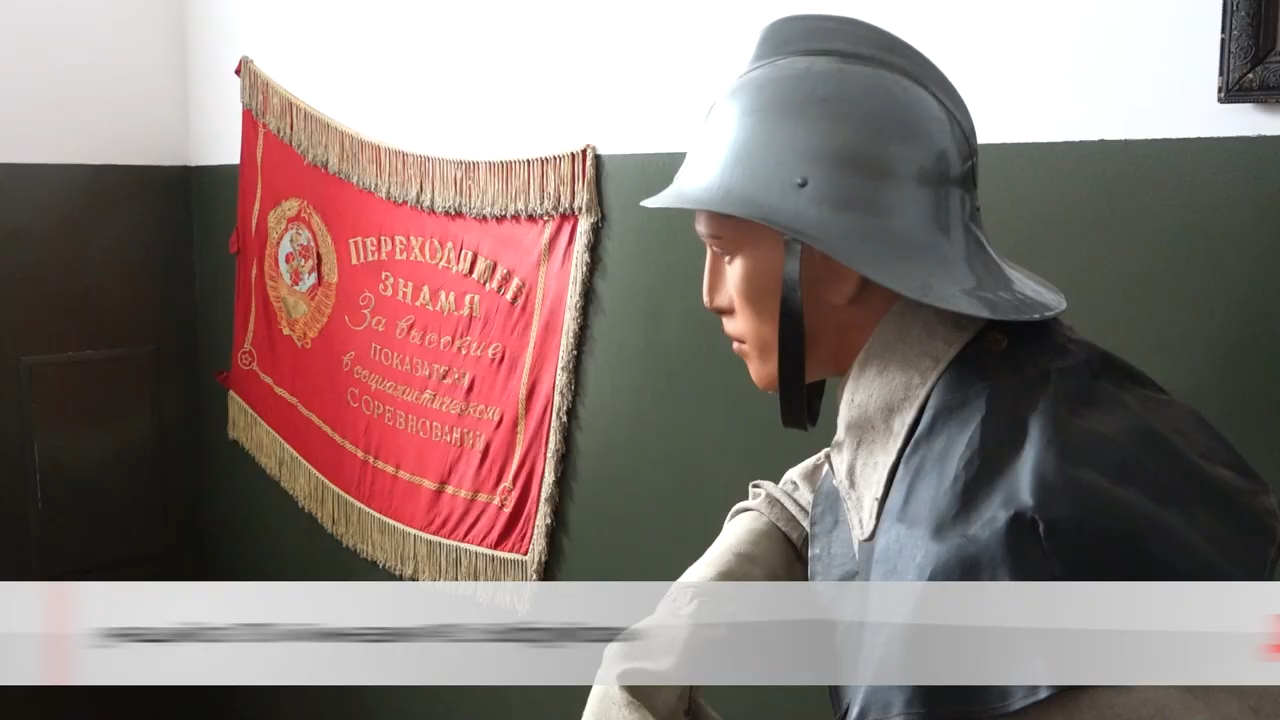 ПЕРЕХОДЯЩЕЕ
ЗНАМЯ
За высокие
ПОКАЗАТЕЛИ
в социалистическом
СОРЕВНОВАНИИ